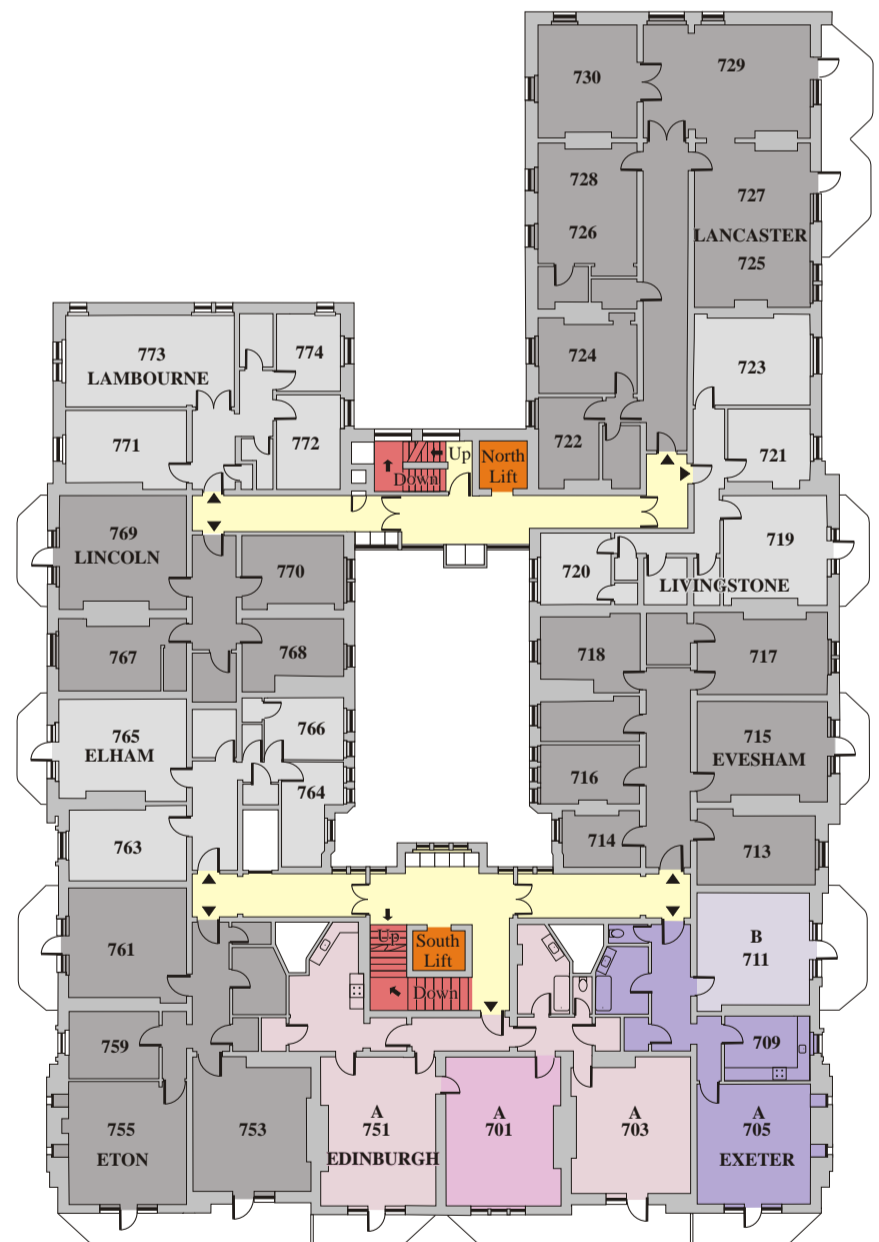 730
729
728
727
726
LANCASTER
725
773
774
LAMBOURNE
724
723
771
772
722
721
Up
Down
North
Lift
769
LINCOLN
770
719
720
LIVINGSTONE
767
768
718
717
765
ELHAM
766
715
EVESHAM
764
716
763
714
713
761
Up
South
Lift
Down
B
711
759
709
755
ETON
753
A
751
EDINBURGH
A
701
A
703
A
705
EXETER